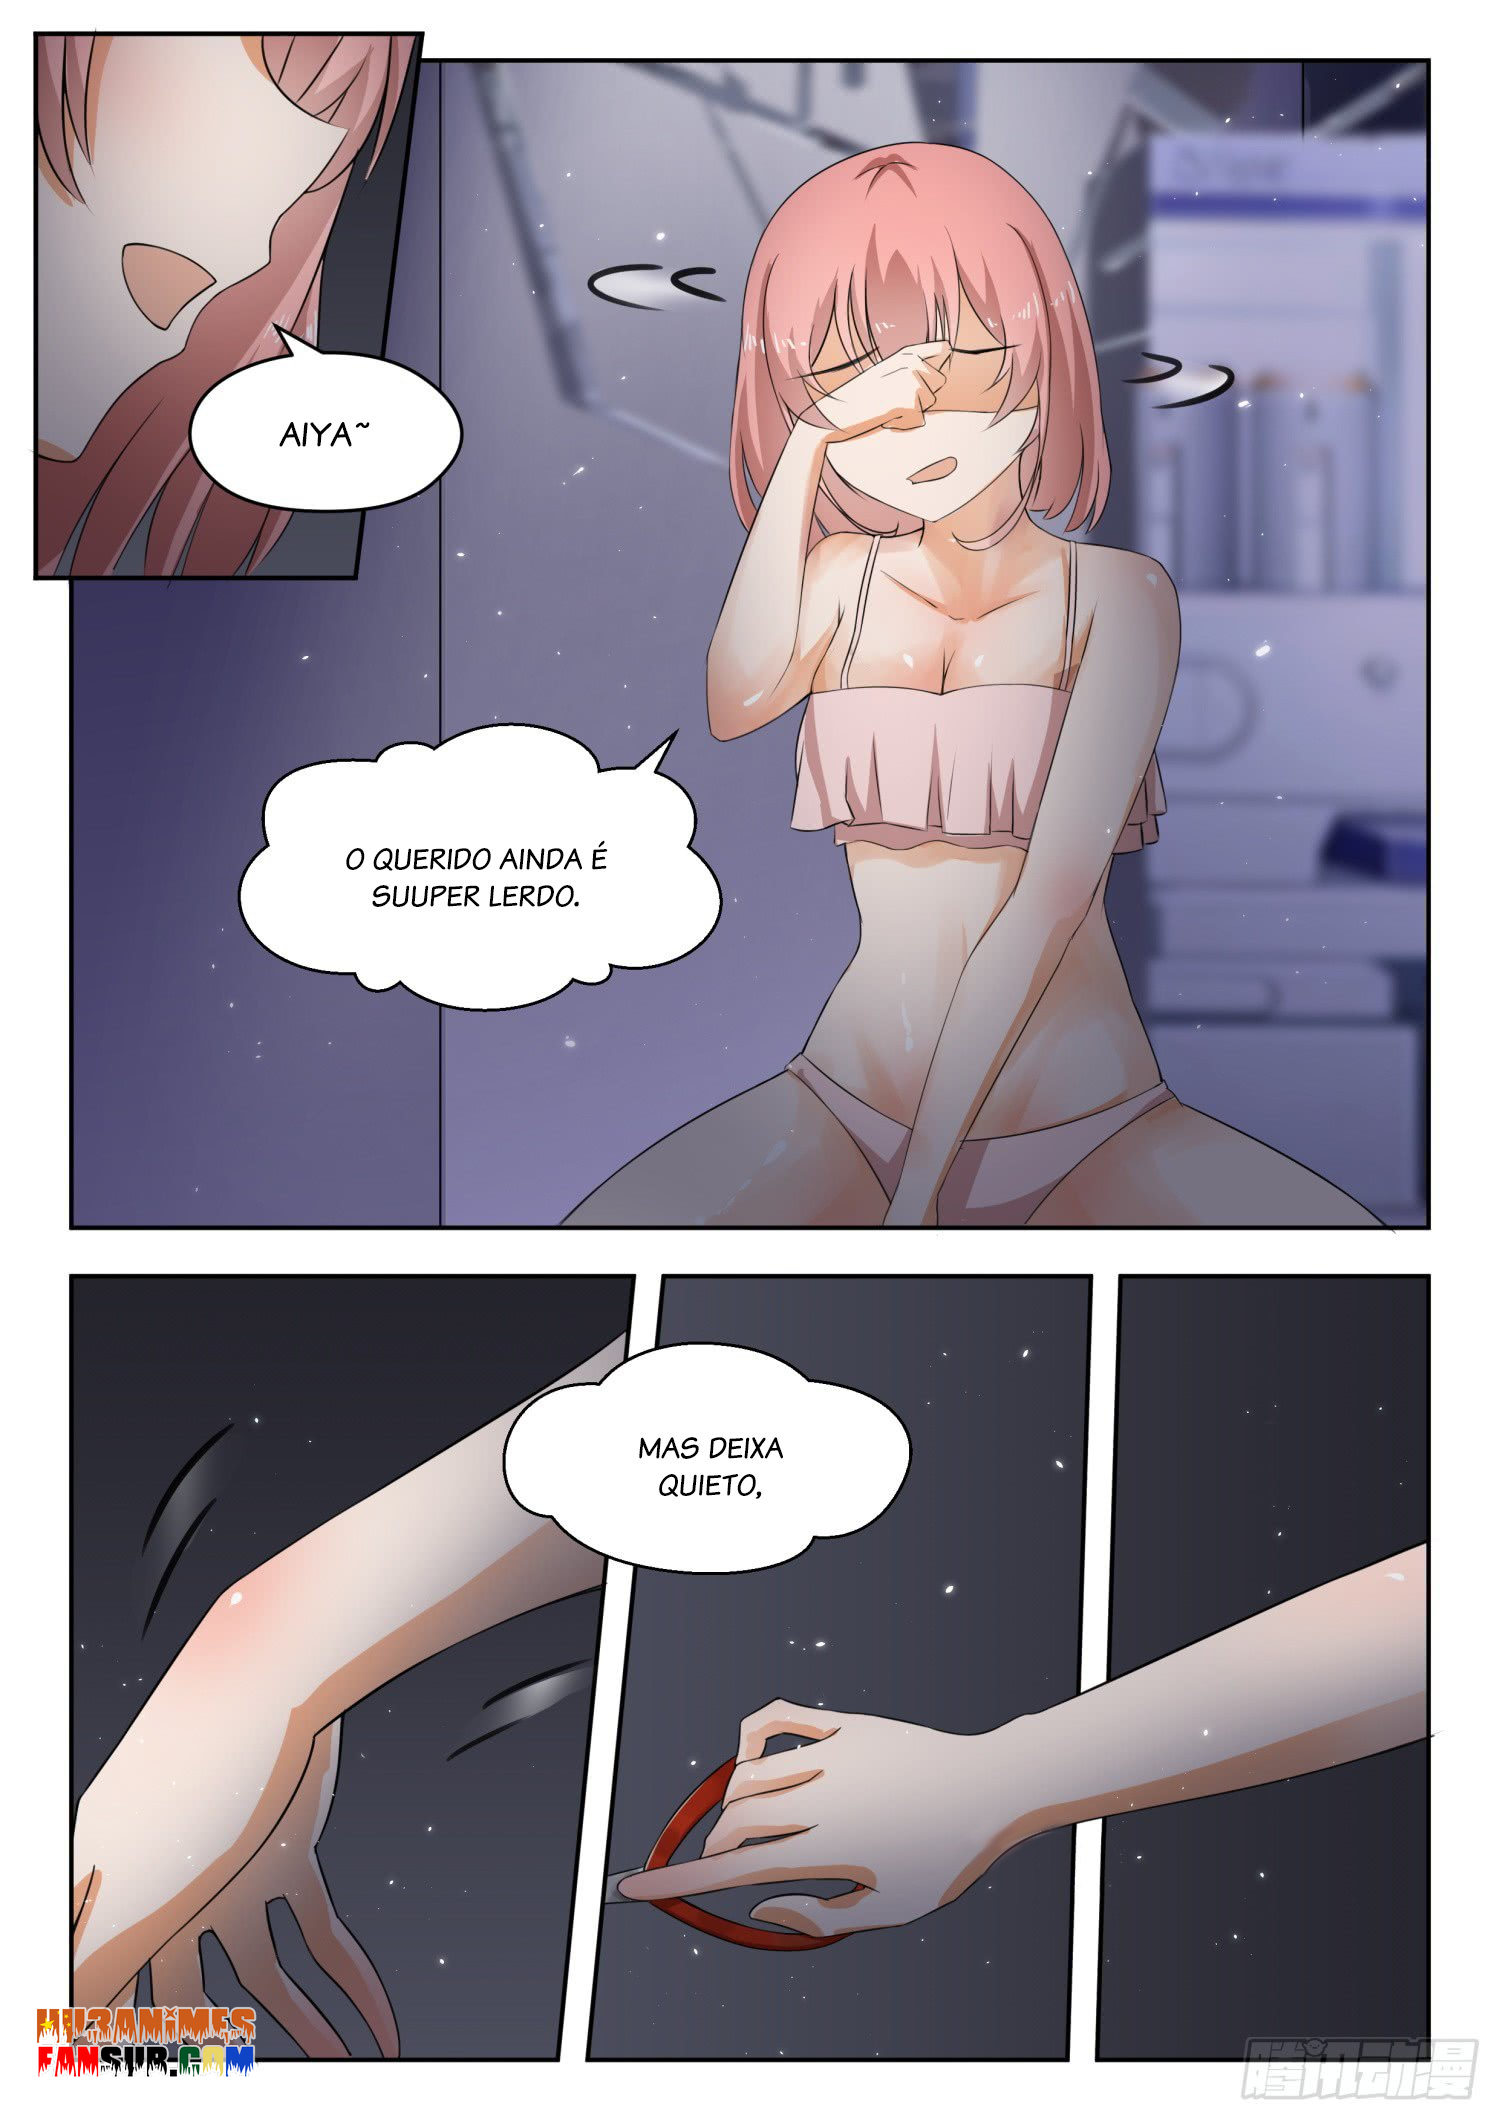 AIYA~
O QUERIDO AINDA É
SUUPER LERDO.
MAS DEIXA
QUIETO,
HU3ANIMES
FANSUB.COM
腾讯动漫